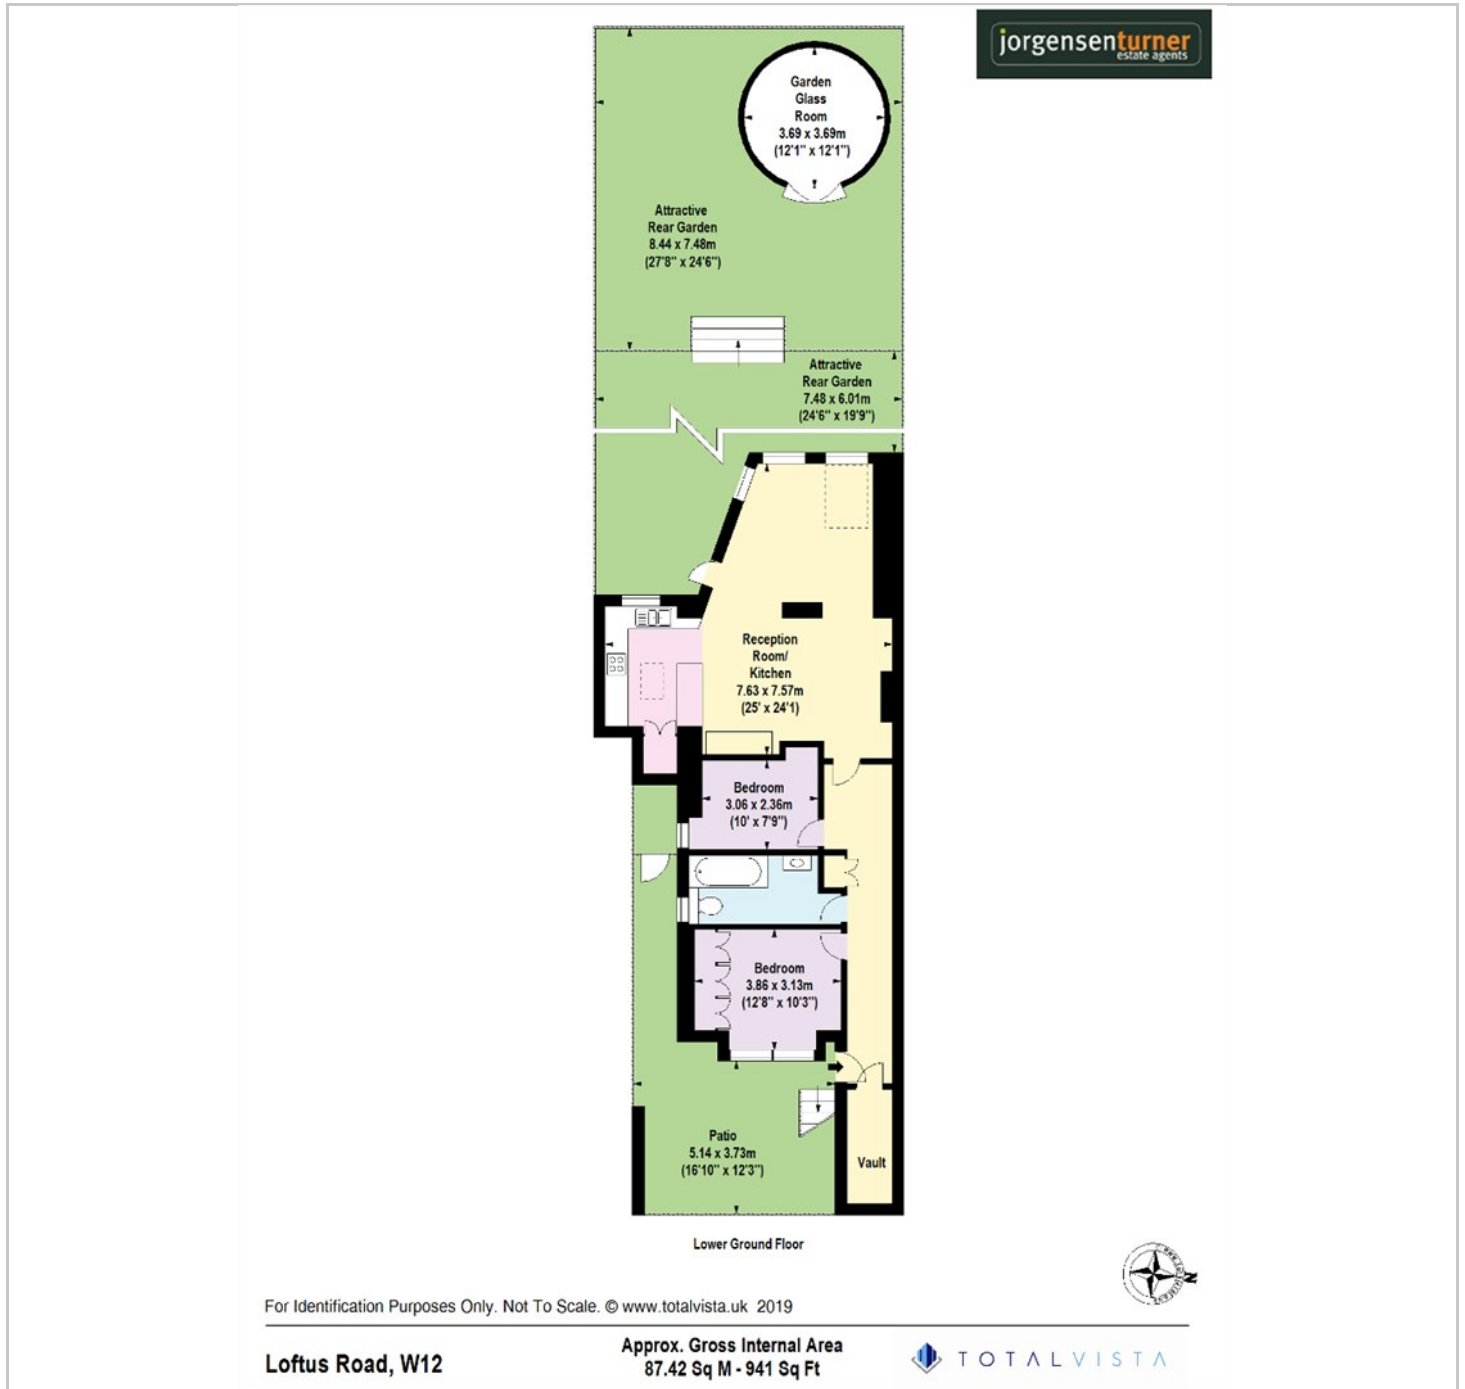 jorgensenturner
estate agents
Garden
Glass
Room
3.69 x 3.69m
(12'1" x 12'1")
Attractive
Rear Garden
8.44 x 7.48m
(27'8" x 24'6")
Attractive
Rear Garden
7.48 x 6.01m
(24'6" x 19'9")
Reception
Room/
Kitchen
7.63 x 7.57m
(25' x 24'1)
Bedroom
3.06 x 2.36m
(10' x 7'9")
Bedroom
3.86 x 3.13m
(12'8" x 10'3")
Patio
5.14 x 3.73m
(16'10" x 12'3")
Vault
Lower Ground Floor
N
For Identification Purposes Only. Not To Scale. © www.totalvista.uk 2019
Loftus Road, W12
Approx. Gross Internal Area
87.42 Sq M - 941 Sq Ft
TOTALVISTA